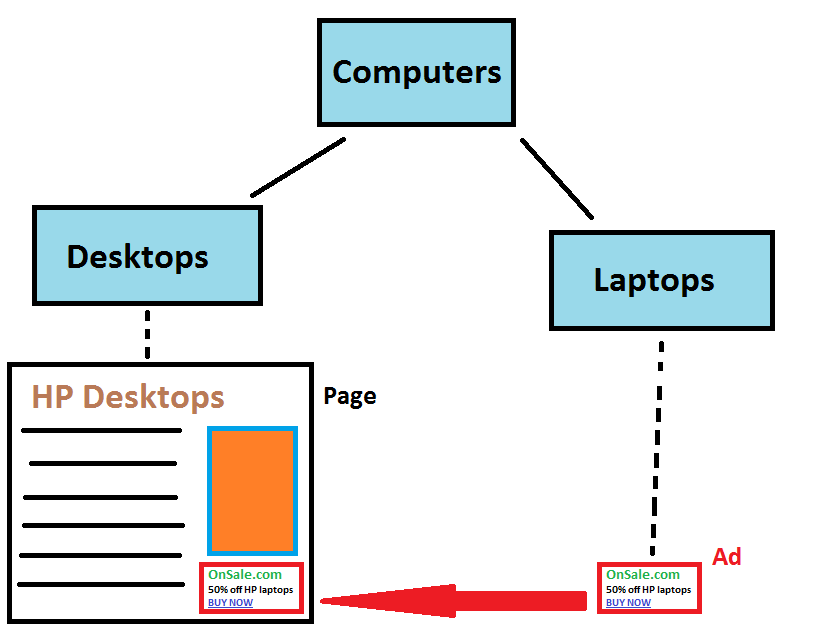 Computers
Desktops
Laptops
HP Desktops
Page
OnSale.com
50% off HP laptops
BUY NOW
Ad
OnSale.com
50% off HP laptops
BUY NOW